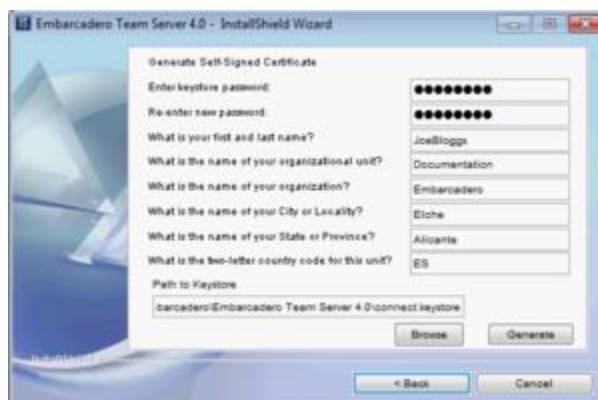 Embarcadero Team Server 4.0 - InstallShield Wizard
Generate Self-Signed Certificate
Enter keystore password: ●●●●●●●●
Re-enter new password: ●●●●●●●●
What is your first and last name? JoeBloggs
What is the name of your organizational unit? Documentation
What is the name of your organization? Embarcadero
What is the name of your City or Locality? Elche
What is the name of your State or Province? Alicante
What is the two-letter country code for this unit? ES
Path to Keystore
barcadero\Embarcadero Team Server 4.0\connect.keystore
Browse Generate
< Back Cancel